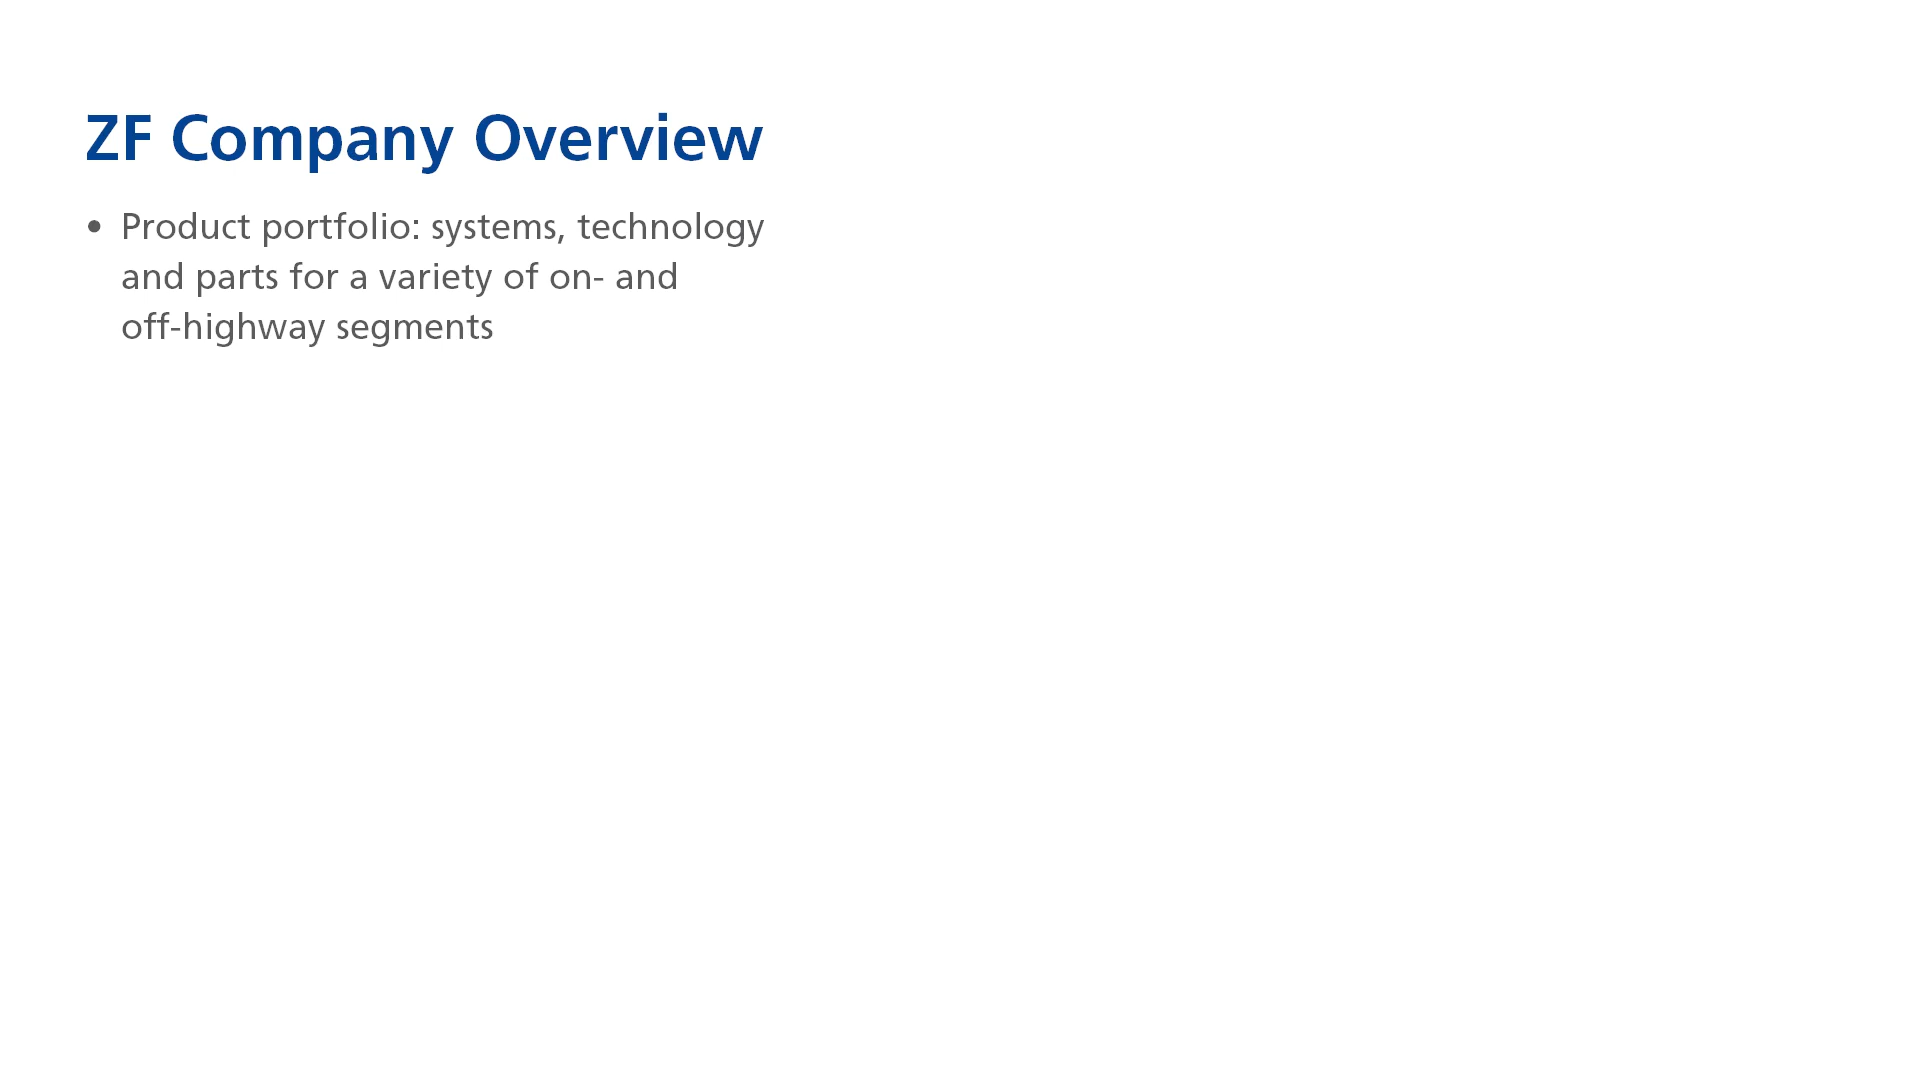 ZF Company Overview
• Product portfolio: systems, technology
and parts for a variety of on- and
off-highway segments